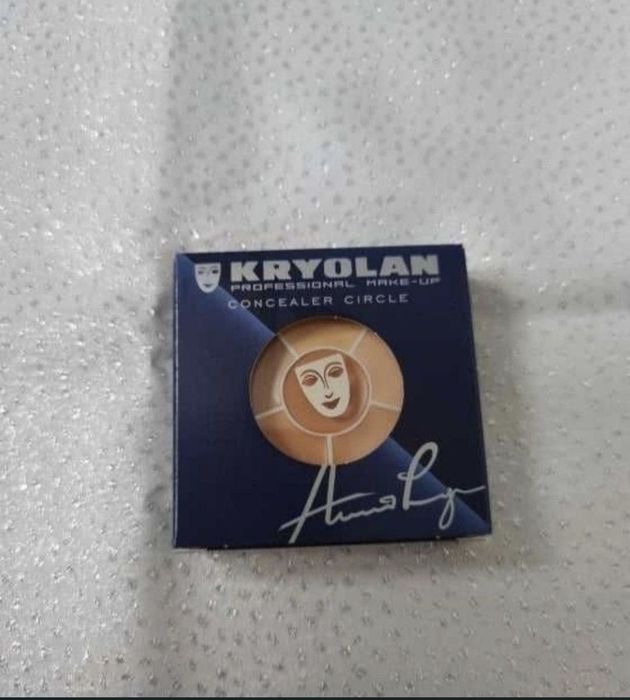 KRYOLAN
PROFESSIONAL MAKE-UP
CONCEALER CIRCLE